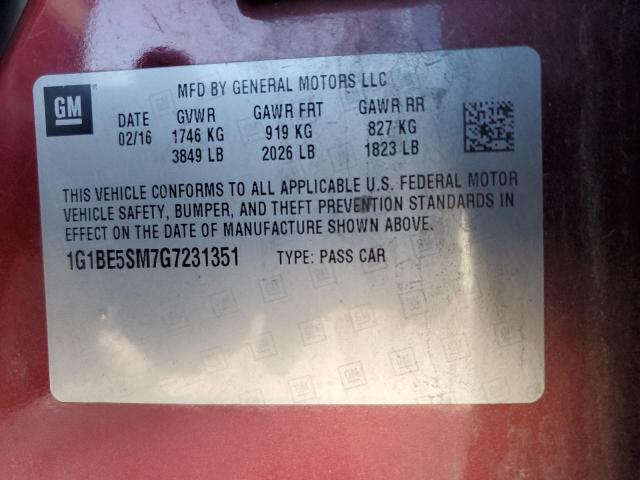 GM
MFD BY GENERAL MOTORS LLC
DATE GVWR GAWR FRT GAWR RR
02/16 1746 KG 919 KG 827 KG
3849 LB 2026 LB 1823 LB
THIS VEHICLE CONFORMS TO ALL APPLICABLE U.S. FEDERAL MOTOR
VEHICLE SAFETY, BUMPER, AND THEFT PREVENTION STANDARDS IN
EFFECT ON THE DATE OF MANUFACTURE SHOWN ABOVE.
1G1BE5SM7G7231351 TYPE: PASS CAR